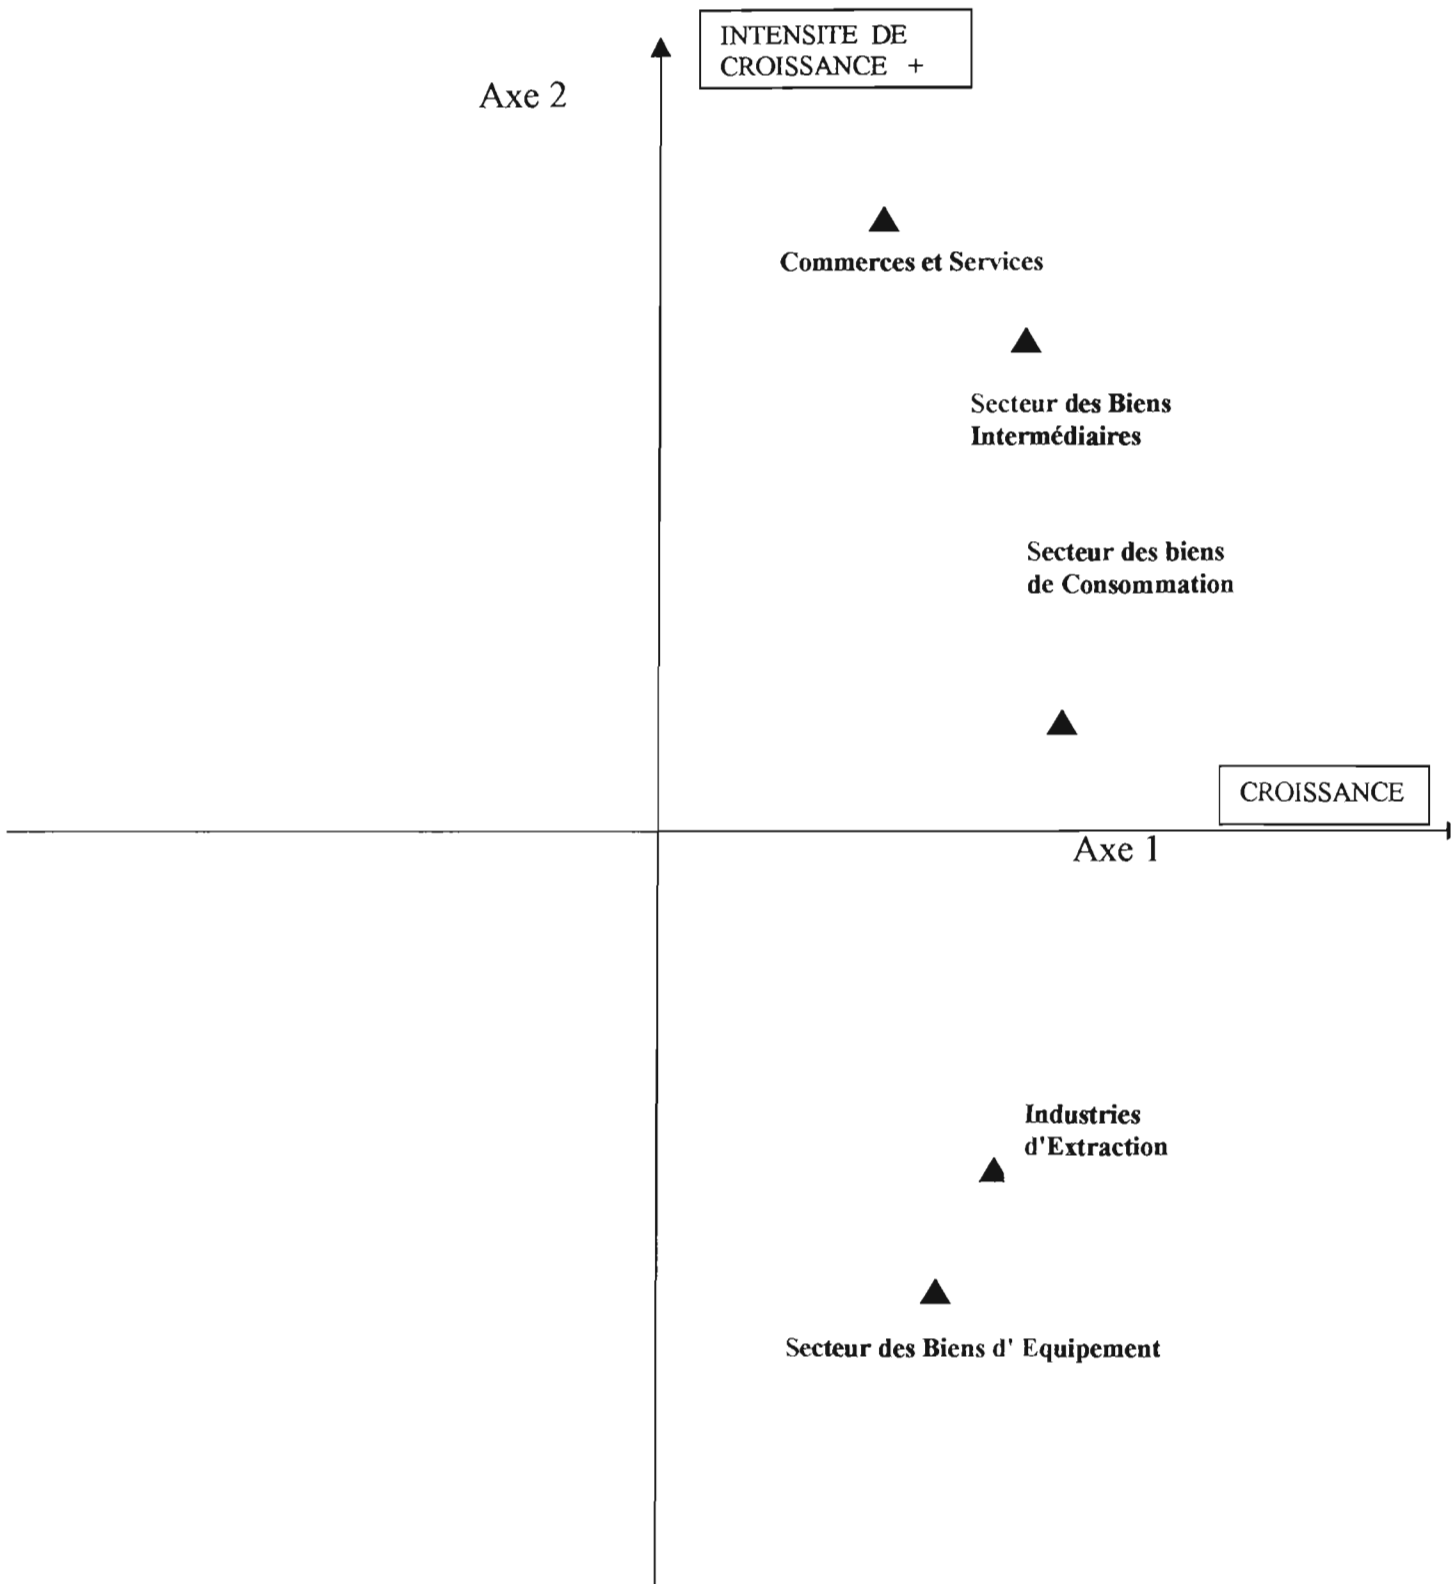 INTENSITE DE
CROISSANCE +
Axe 2
Commerces et Services
Secteur des Biens
Intermédiaires
Secteur des biens
de Consommation
CROISSANCE
Axe 1
Industries
d'Extraction
Secteur des Biens d' Equipement